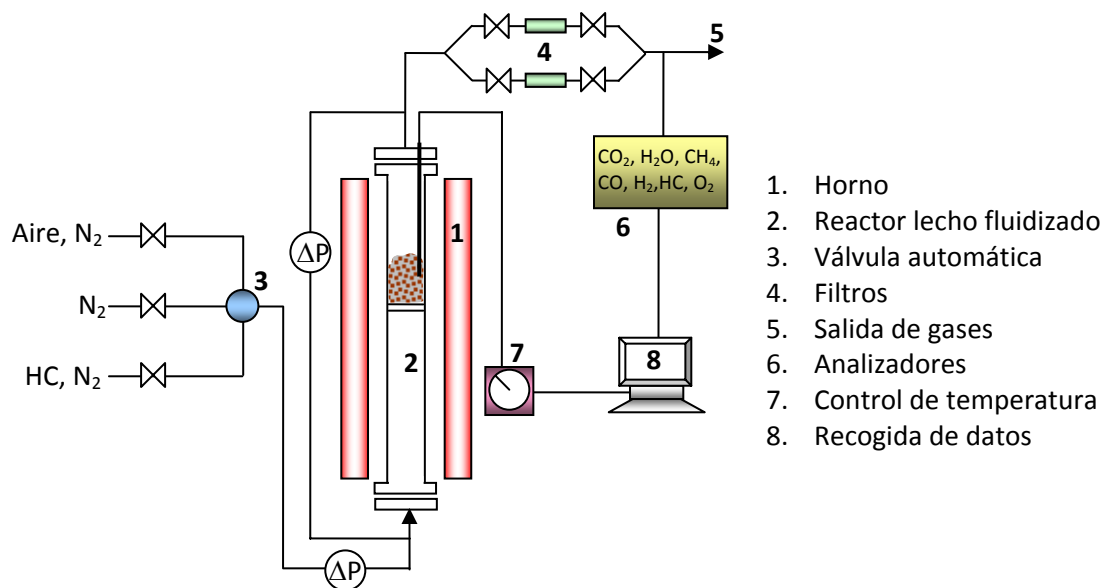 5
4
CO₂, H₂O, CH₄,
CO, H₂,HC, O₂
1. Horno
2. Reactor lecho fluidizado
3. Válvula automática
4. Filtros
5. Salida de gases
6. Analizadores
7. Control de temperatura
8. Recogida de datos
6
1
Aire, N₂
ΔP
3
N₂
HC, N₂
2
7
8
ΔP